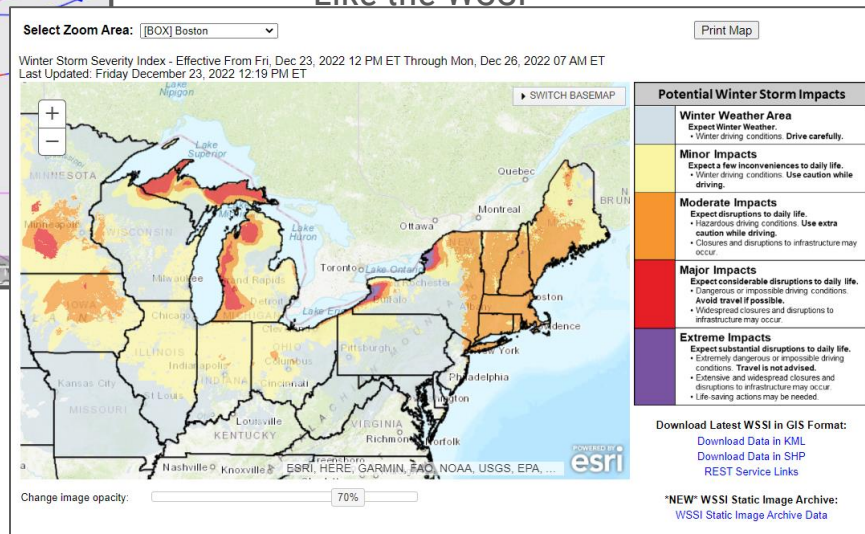 Like the WSSI
Select Zoom Area: [BOX] Boston
Print Map
Winter Storm Severity Index - Effective From Fri, Dec 23, 2022 12 PM ET Through Mon, Dec 26, 2022 07 AM ET
Last Updated: Friday December 23, 2022 12:19 PM ET
+
−
SWITCH BASEMAP
Lake
Nipigon
Lake
Superior
MINNESOTA
Quebec
Montreal
Ottawa
BRUN
Minneapolis
WISCONSIN
Lake
Huron
Toronto
Lake Ontario
Rochester
Buffalo
Milwaukee
Grand Rapids
Detroit
MICHIGAN
Lake Erie
Boston
Providence
IOWA
Chicago
Cleveland
New York
Pittsburgh
Philadelphia
ILLINOIS
Indianapolis
INDIANA
OHIO
Columbus
Cincinnati
Washington
Kansas City
St Louis
MISSOURI
Louisville
KENTUCKY
VIRGINIA
Richmond
Norfolk
Nashville
Knoxville
Greensboro
ESRI, HERE, GARMIN, FAO, NOAA, USGS, EPA, ...
POWERED BY
esri
Change image opacity:
70%
Potential Winter Storm Impacts
Winter Weather Area
Expect Winter Weather.
• Winter driving conditions. Drive carefully.
Minor Impacts
Expect a few inconveniences to daily life.
• Winter driving conditions. Use caution while
driving.
Moderate Impacts
Expect disruptions to daily life.
• Hazardous driving conditions. Use extra
caution while driving.
• Closures and disruptions to infrastructure may
occur.
Major Impacts
Expect considerable disruptions to daily life.
• Dangerous or impossible driving conditions.
Avoid travel if possible.
• Widespread closures and disruptions to
infrastructure may occur.
Extreme Impacts
Expect substantial disruptions to daily life.
• Extremely dangerous or impossible driving
conditions. Travel is not advised.
• Extensive and widespread closures and
disruptions to infrastructure may occur.
• Life-saving actions may be needed.
Download Latest WSSI in GIS Format:
Download Data in KML
Download Data in SHP
REST Service Links
*NEW* WSSI Static Image Archive:
WSSI Static Image Archive Data